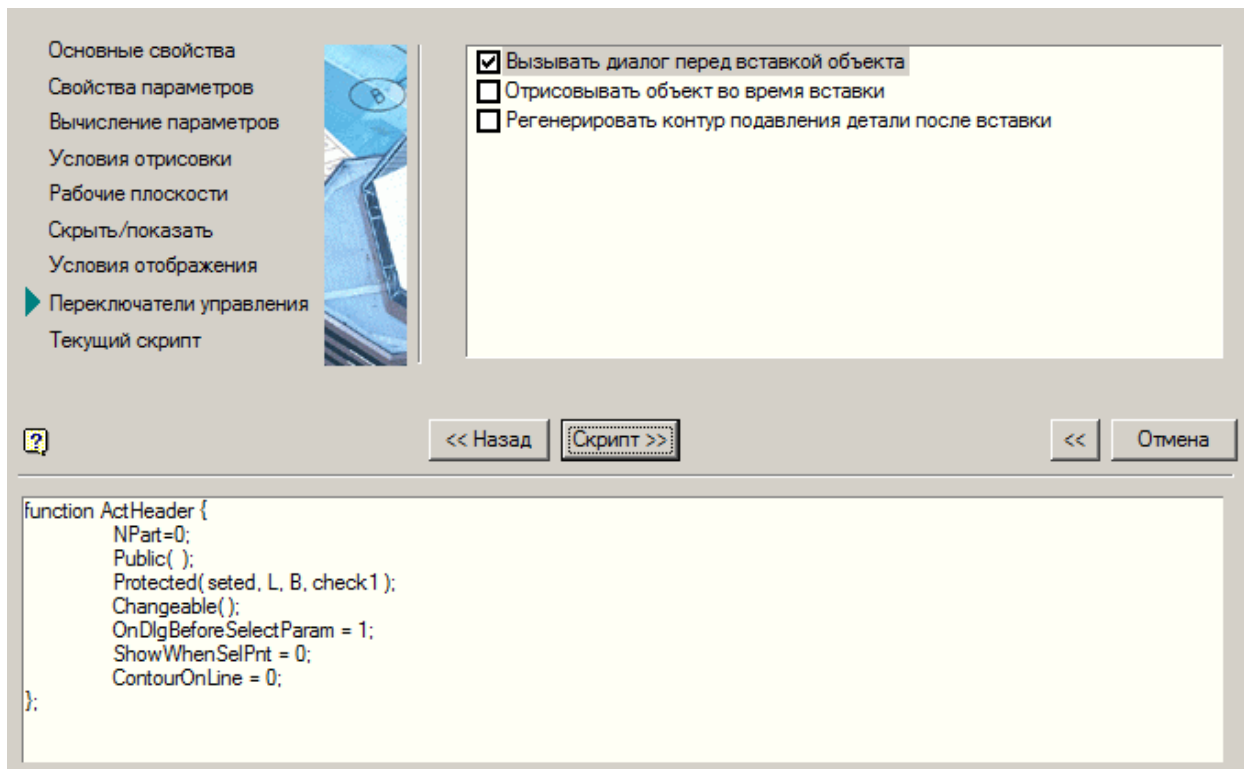 Основные свойства
Свойства параметров
Вычисление параметров
Условия отрисовки
Рабочие плоскости
Скрыть/показать
Условия отображения
Переключатели управления
Текущий скрипт
B
Вызывать диалог перед вставкой объекта
Отрисовывать объект во время вставки
Регенерировать контур подавления детали после вставки
?
<< Назад
Скрипт >>
<<
Отмена
function ActHeader {
NPart=0;
Public( );
Protected( seted, L, B, check1 );
Changeable( );
OnDlgBeforeSelectParam = 1;
ShowWhenSelPnt = 0;
ContourOnLine = 0;
};